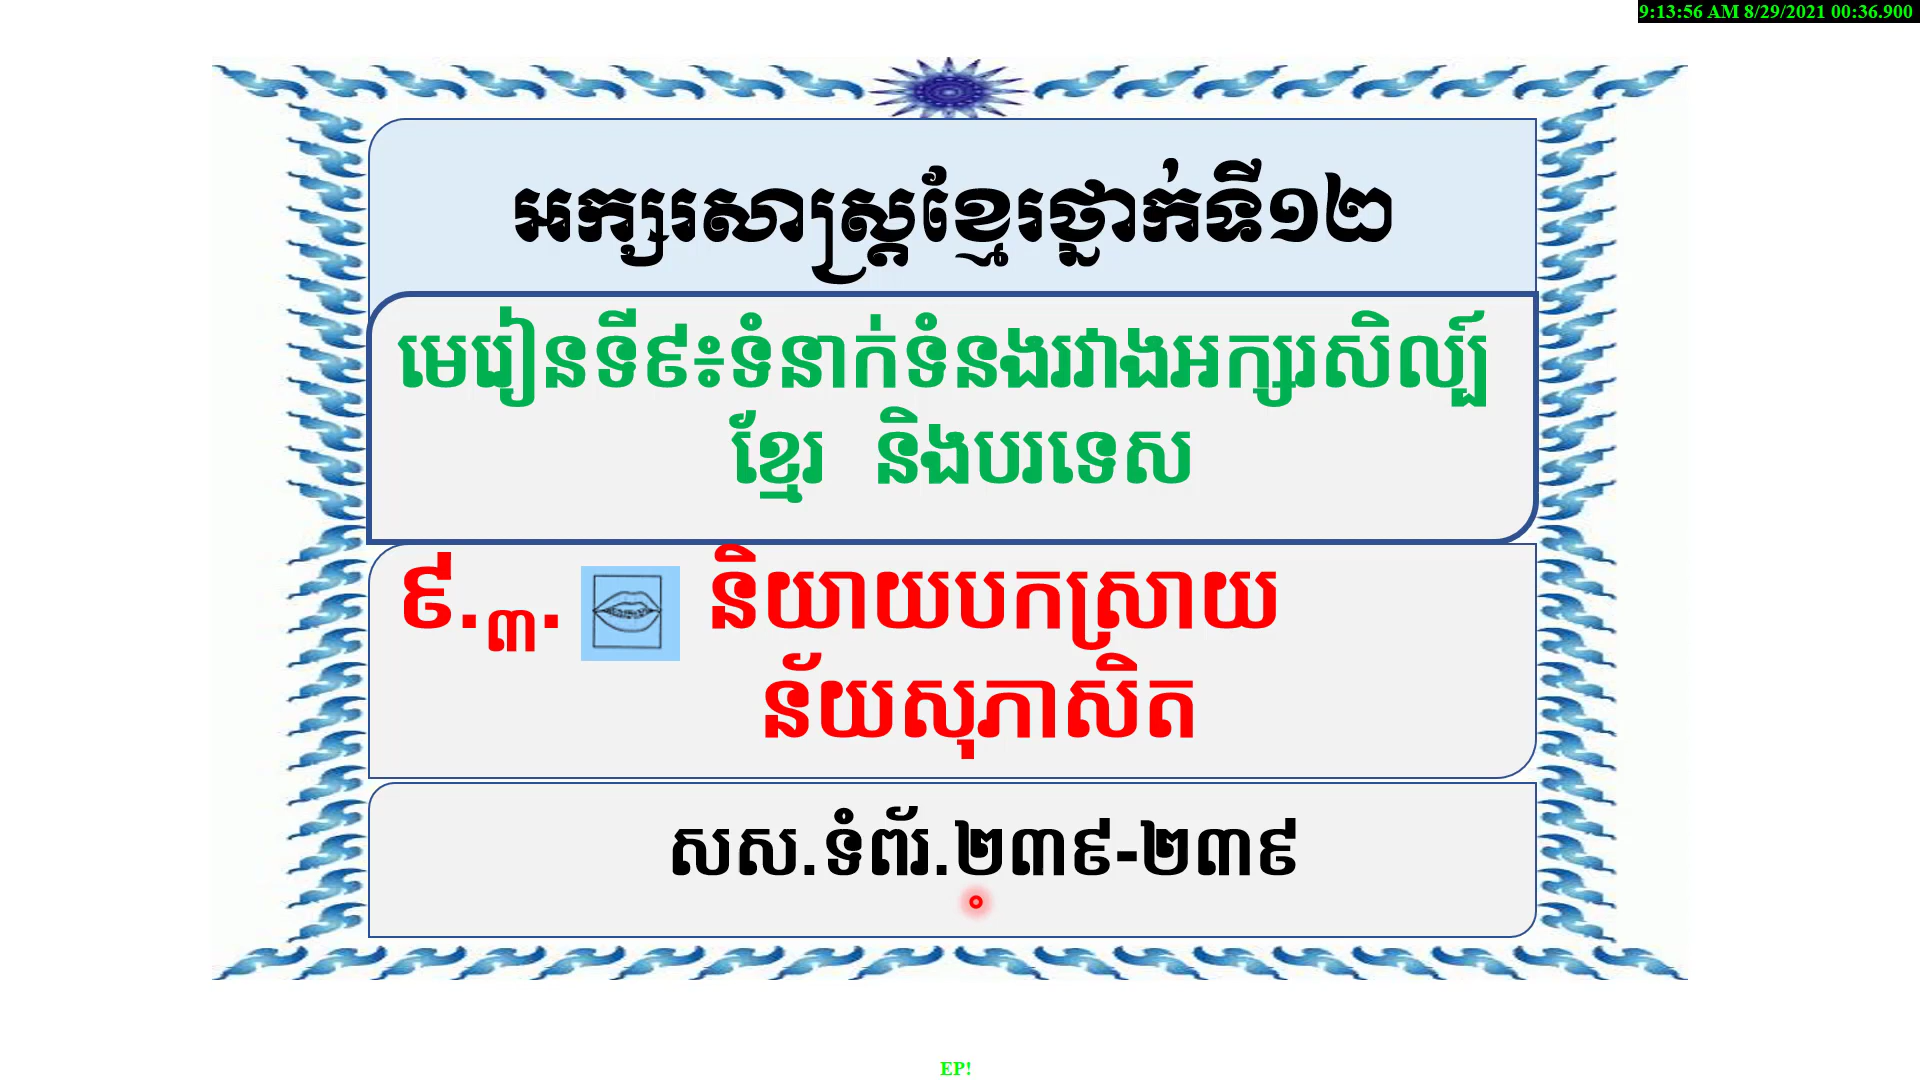 9:13:56 AM 8/29/2021 00:36.900
អក្សរសាស្ត្រខ្មែរថ្នាក់ទី១២
មេរៀនទី៩៖ទំនាក់ទំនងរវាងអក្សរសិល្ប៍
ខ្មែរ និងបរទេស
៩.៣. និយាយបកស្រាយ
ន័យសុភាសិត
សស.ទំព័រ.២៣៩-២៣៩
EP!